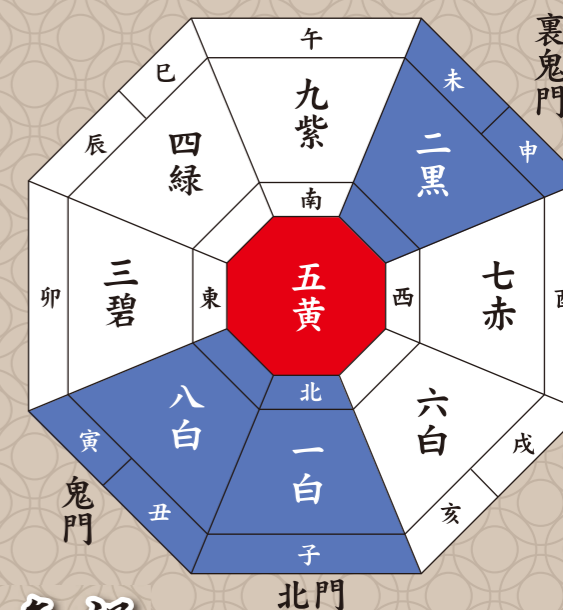 裏鬼門
午
巳
未
辰
申
九紫
四緑
二黒
南
卯
三碧
東
五黄
西
七赤
酉
北
八白
一白
六白
寅
丑
子
亥
戌
鬼門
北門